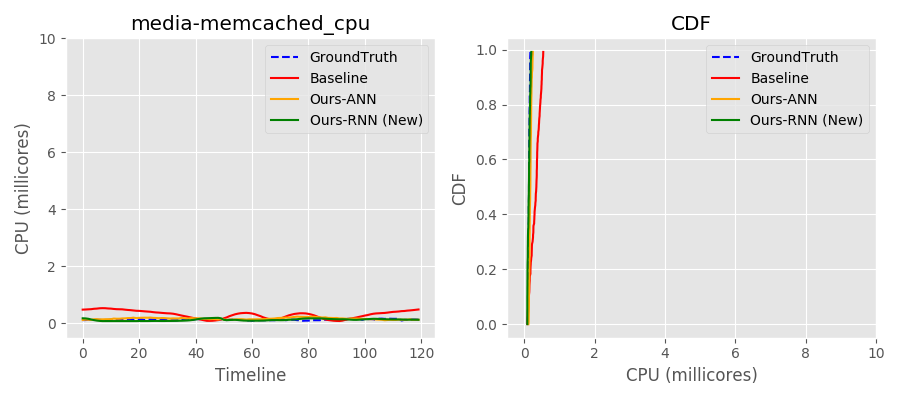 media-memcached_cpu
CPU (millicores)
10
8
6
4
2
0
0 20 40 60 80 100 120
Timeline
GroundTruth
Baseline
Ours-ANN
Ours-RNN (New)
CDF
CDF
1.0
0.8
0.6
0.4
0.2
0.0
0 2 4 6 8 10
CPU (millicores)
GroundTruth
Baseline
Ours-ANN
Ours-RNN (New)